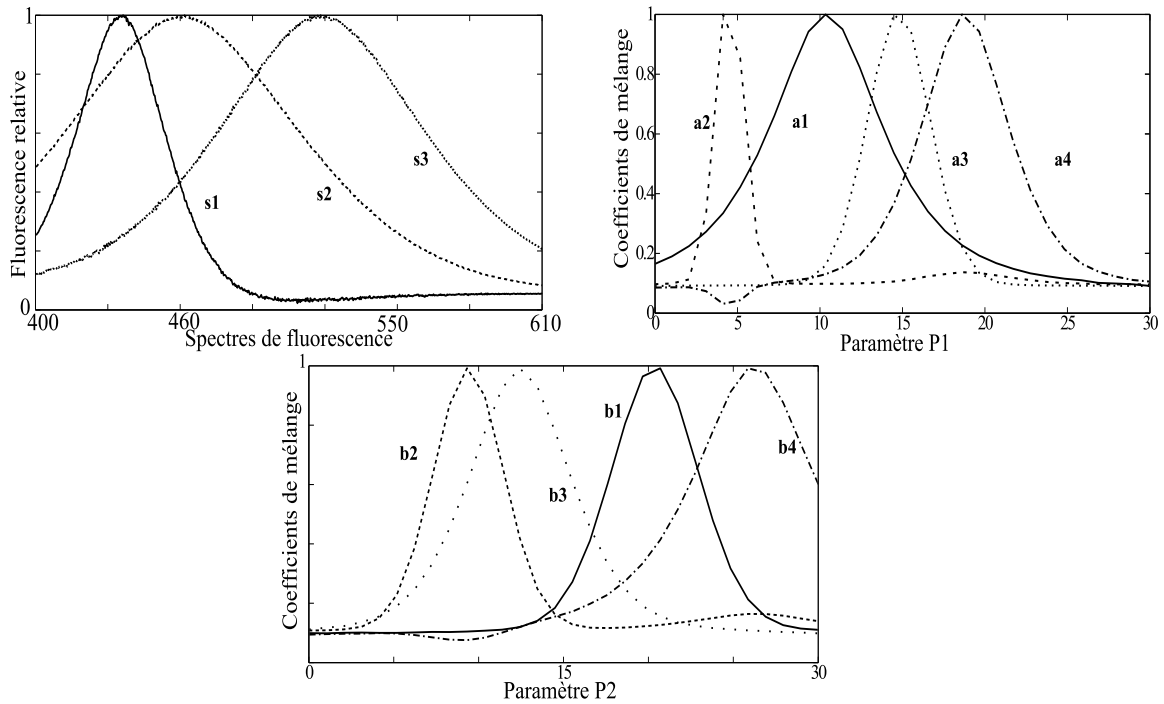 1
Fluorescence relative
s3
s2
s1
0
400
460
550
610
Spectres de fluorescence
1
Coefficients de mélange
0.8
0.6
0.4
0.2
0
a2
a1
a3
a4
0
5
10
15
20
25
30
Paramètre P1
1
Coefficients de mélange
b1
b2
b4
b3
0
15
30
Paramètre P2